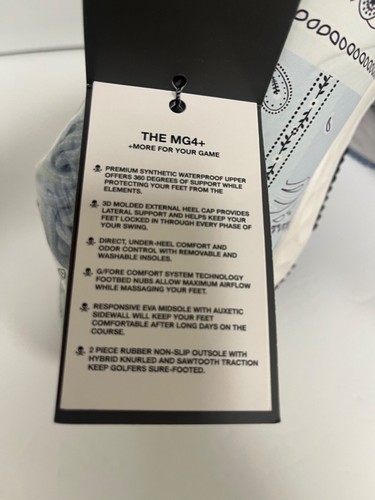 THE MG4+
+MORE FOR YOUR GAME
PREMIUM SYNTHETIC WATERPROOF UPPER
OFFERS 360 DEGREES OF SUPPORT WHILE
PROTECTING YOUR FEET FROM THE
ELEMENTS.
3D MOLDED EXTERNAL HEEL CAP PROVIDES
LATERAL SUPPORT AND HELPS KEEP YOUR
FEET LOCKED IN THROUGH EVERY PHASE OF
YOUR SWING.
DIRECT, UNDER-HEEL COMFORT AND
ODOR CONTROL WITH REMOVABLE AND
WASHABLE INSOLES.
G/FORE COMFORT SYSTEM TECHNOLOGY
FOOTBED NUBS ALLOW MAXIMUM AIRFLOW
WHILE MASSAGING YOUR FEET.
RESPONSIVE EVA MIDSOLE WITH AUXETIC
SIDEWALL WILL KEEP YOUR FEET
COMFORTABLE AFTER LONG DAYS ON THE
COURSE.
2 PIECE RUBBER NON-SLIP OUTSOLE WITH
HYBRID KNURLED AND SAWTOOTH TRACTION
KEEP GOLFERS SURE-FOOTED.